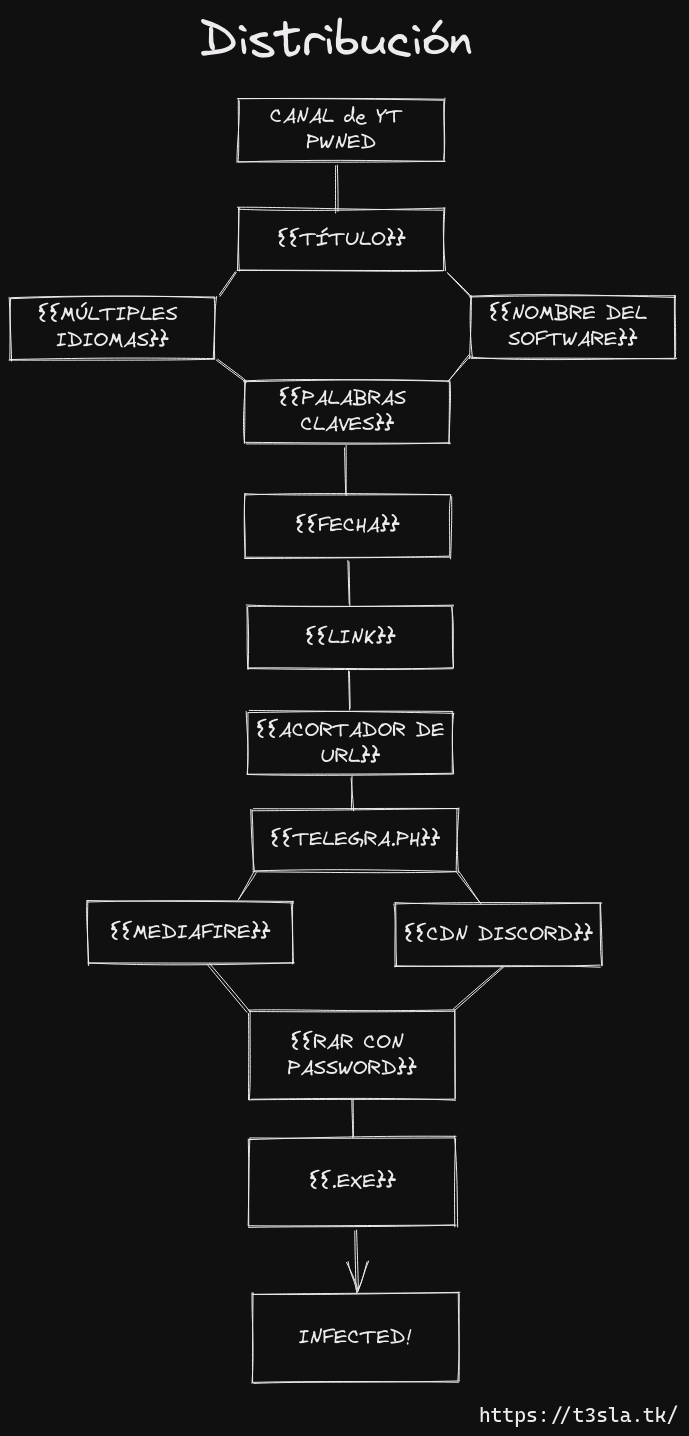 Distribución
CANAL de YT
PWNED
{{TÍTULO}}
{{MÚLTIPLES
IDIOMAS}}
{{NOMBRE DEL
SOFTWARE}}
{{PALABRAS
CLAVES}}
{{FECHA}}
{{LINK}}
{{ACORTADOR DE
URL}}
{{TELEGRA.PH}}
{{MEDIAFIRE}}
{{CDN DISCORD}}
{{RAR CON
PASSWORD}}
{{.EXE}}
INFECTED!
https://t3sla.tk/